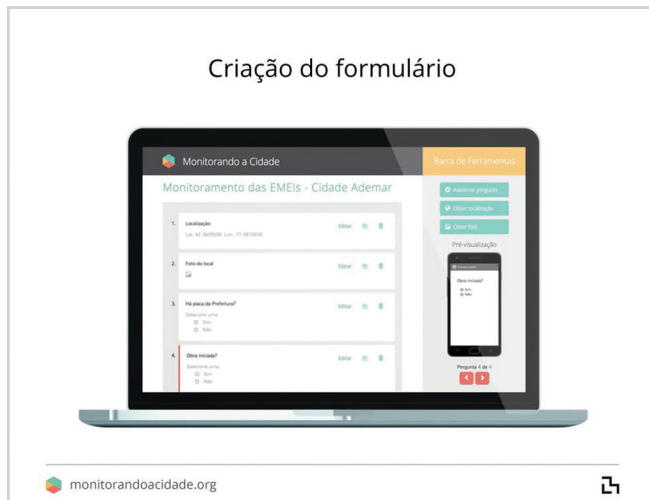 Criação do formulário
Monitorando a Cidade
Barra de Ferramentas
Monitoramento das EMEIs - Cidade Ademar
Adicionar pergunta
Obter localização
Obter foto
Pré-visualização
1. Localização
Editar
2. Foto do local
Editar
3. Há placa da Prefeitura?
Editar
Selecione uma:
Sim
Não
4. Obra iniciada?
Editar
Selecione uma:
Sim
Não
Obra iniciada?
Sim
Não
Pergunta 4 de 4
monitorandoacidade.org